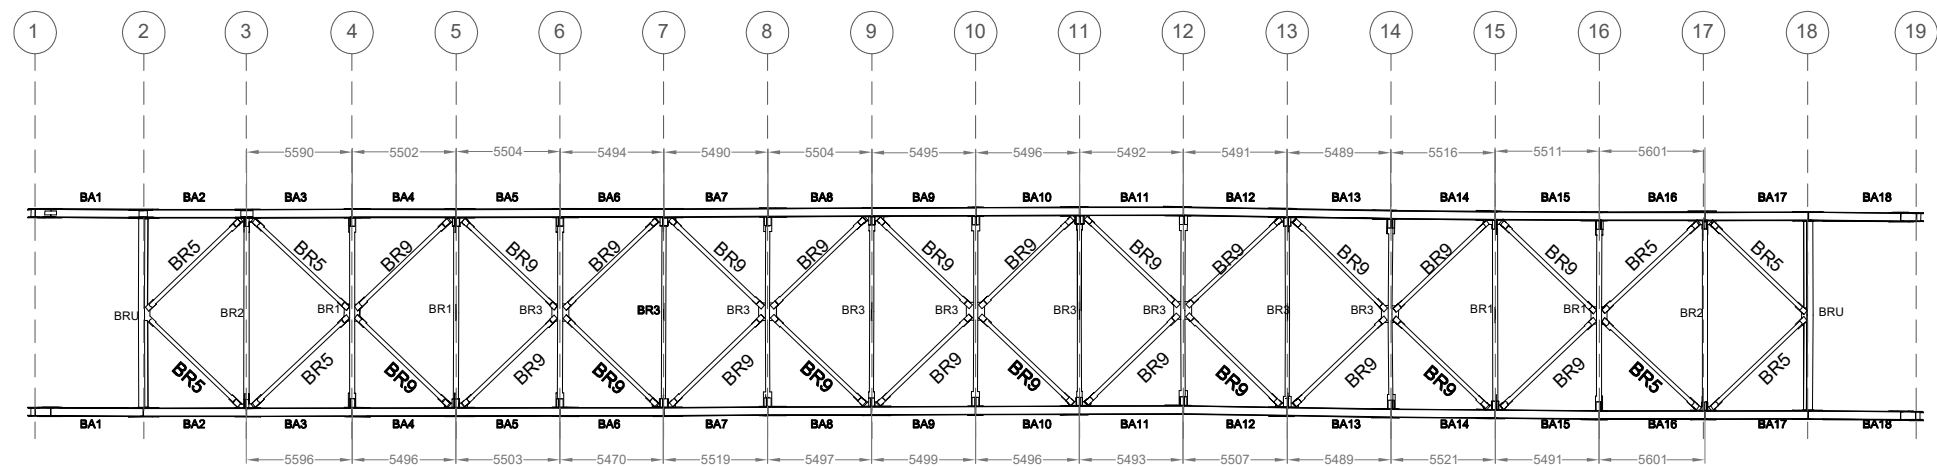 1 2 3 4 5 6 7 8 9 10 11 12 13 14 15 16 17 18 19
5590 5502 5504 5494 5490 5504 5495 5496 5492 5491 5489 5516 5511 5601
BA1 BA2 BA3 BA4 BA5 BA6 BA7 BA8 BA9 BA10 BA11 BA12 BA13 BA14 BA15 BA16 BA17 BA18
BR5 BR5 BR9 BR9 BR9 BR9 BR9 BR9 BR9 BR9 BR9 BR9 BR9 BR9 BR5 BR5
BRU BR2 BR1 BR1 BR3 BR3 BR3 BR3 BR3 BR3 BR3 BR3 BR3 BR1 BR1 BR2 BRU
BR5 BR5 BR9 BR9 BR9 BR9 BR9 BR9 BR9 BR9 BR9 BR9 BR9 BR9 BR5 BR5
BA1 BA2 BA3 BA4 BA5 BA6 BA7 BA8 BA9 BA10 BA11 BA12 BA13 BA14 BA15 BA16 BA17 BA18
5596 5496 5503 5470 5519 5497 5499 5496 5493 5507 5489 5521 5491 5601